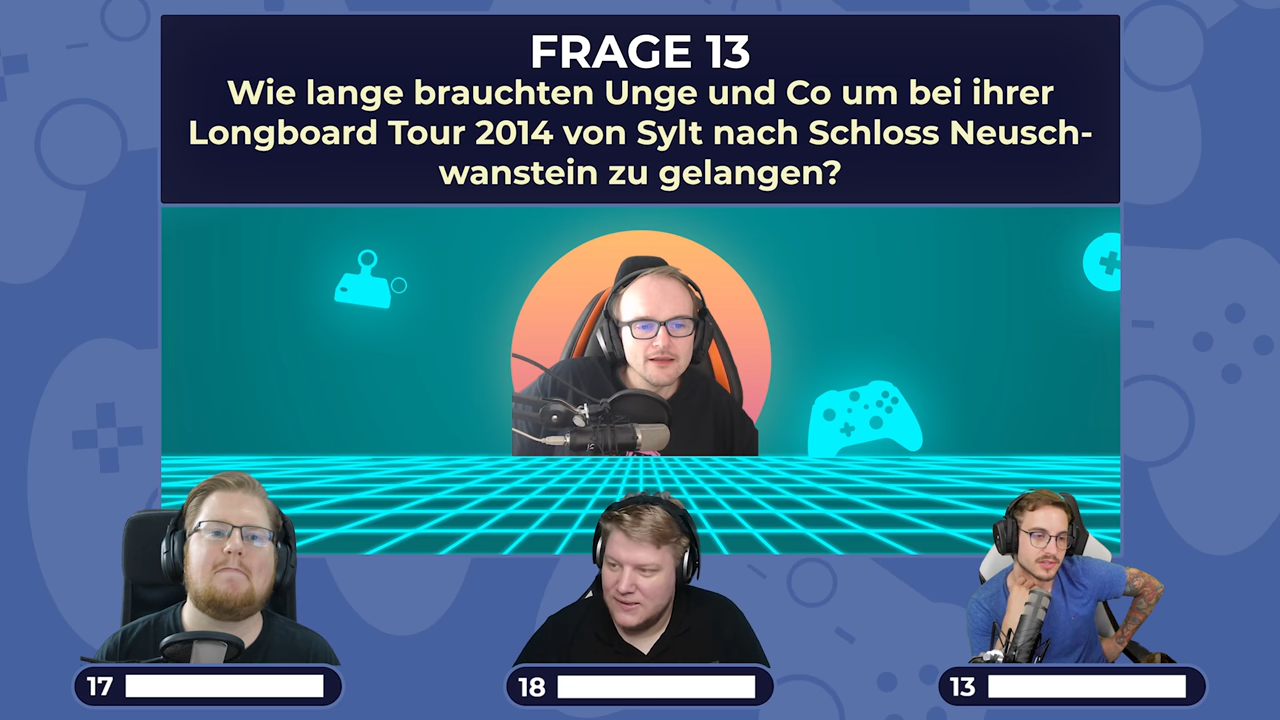 FRAGE 13
Wie lange brauchten Unge und Co um bei ihrer
Longboard Tour 2014 von Sylt nach Schloss Neusch-
wanstein zu gelangen?
17
18
13